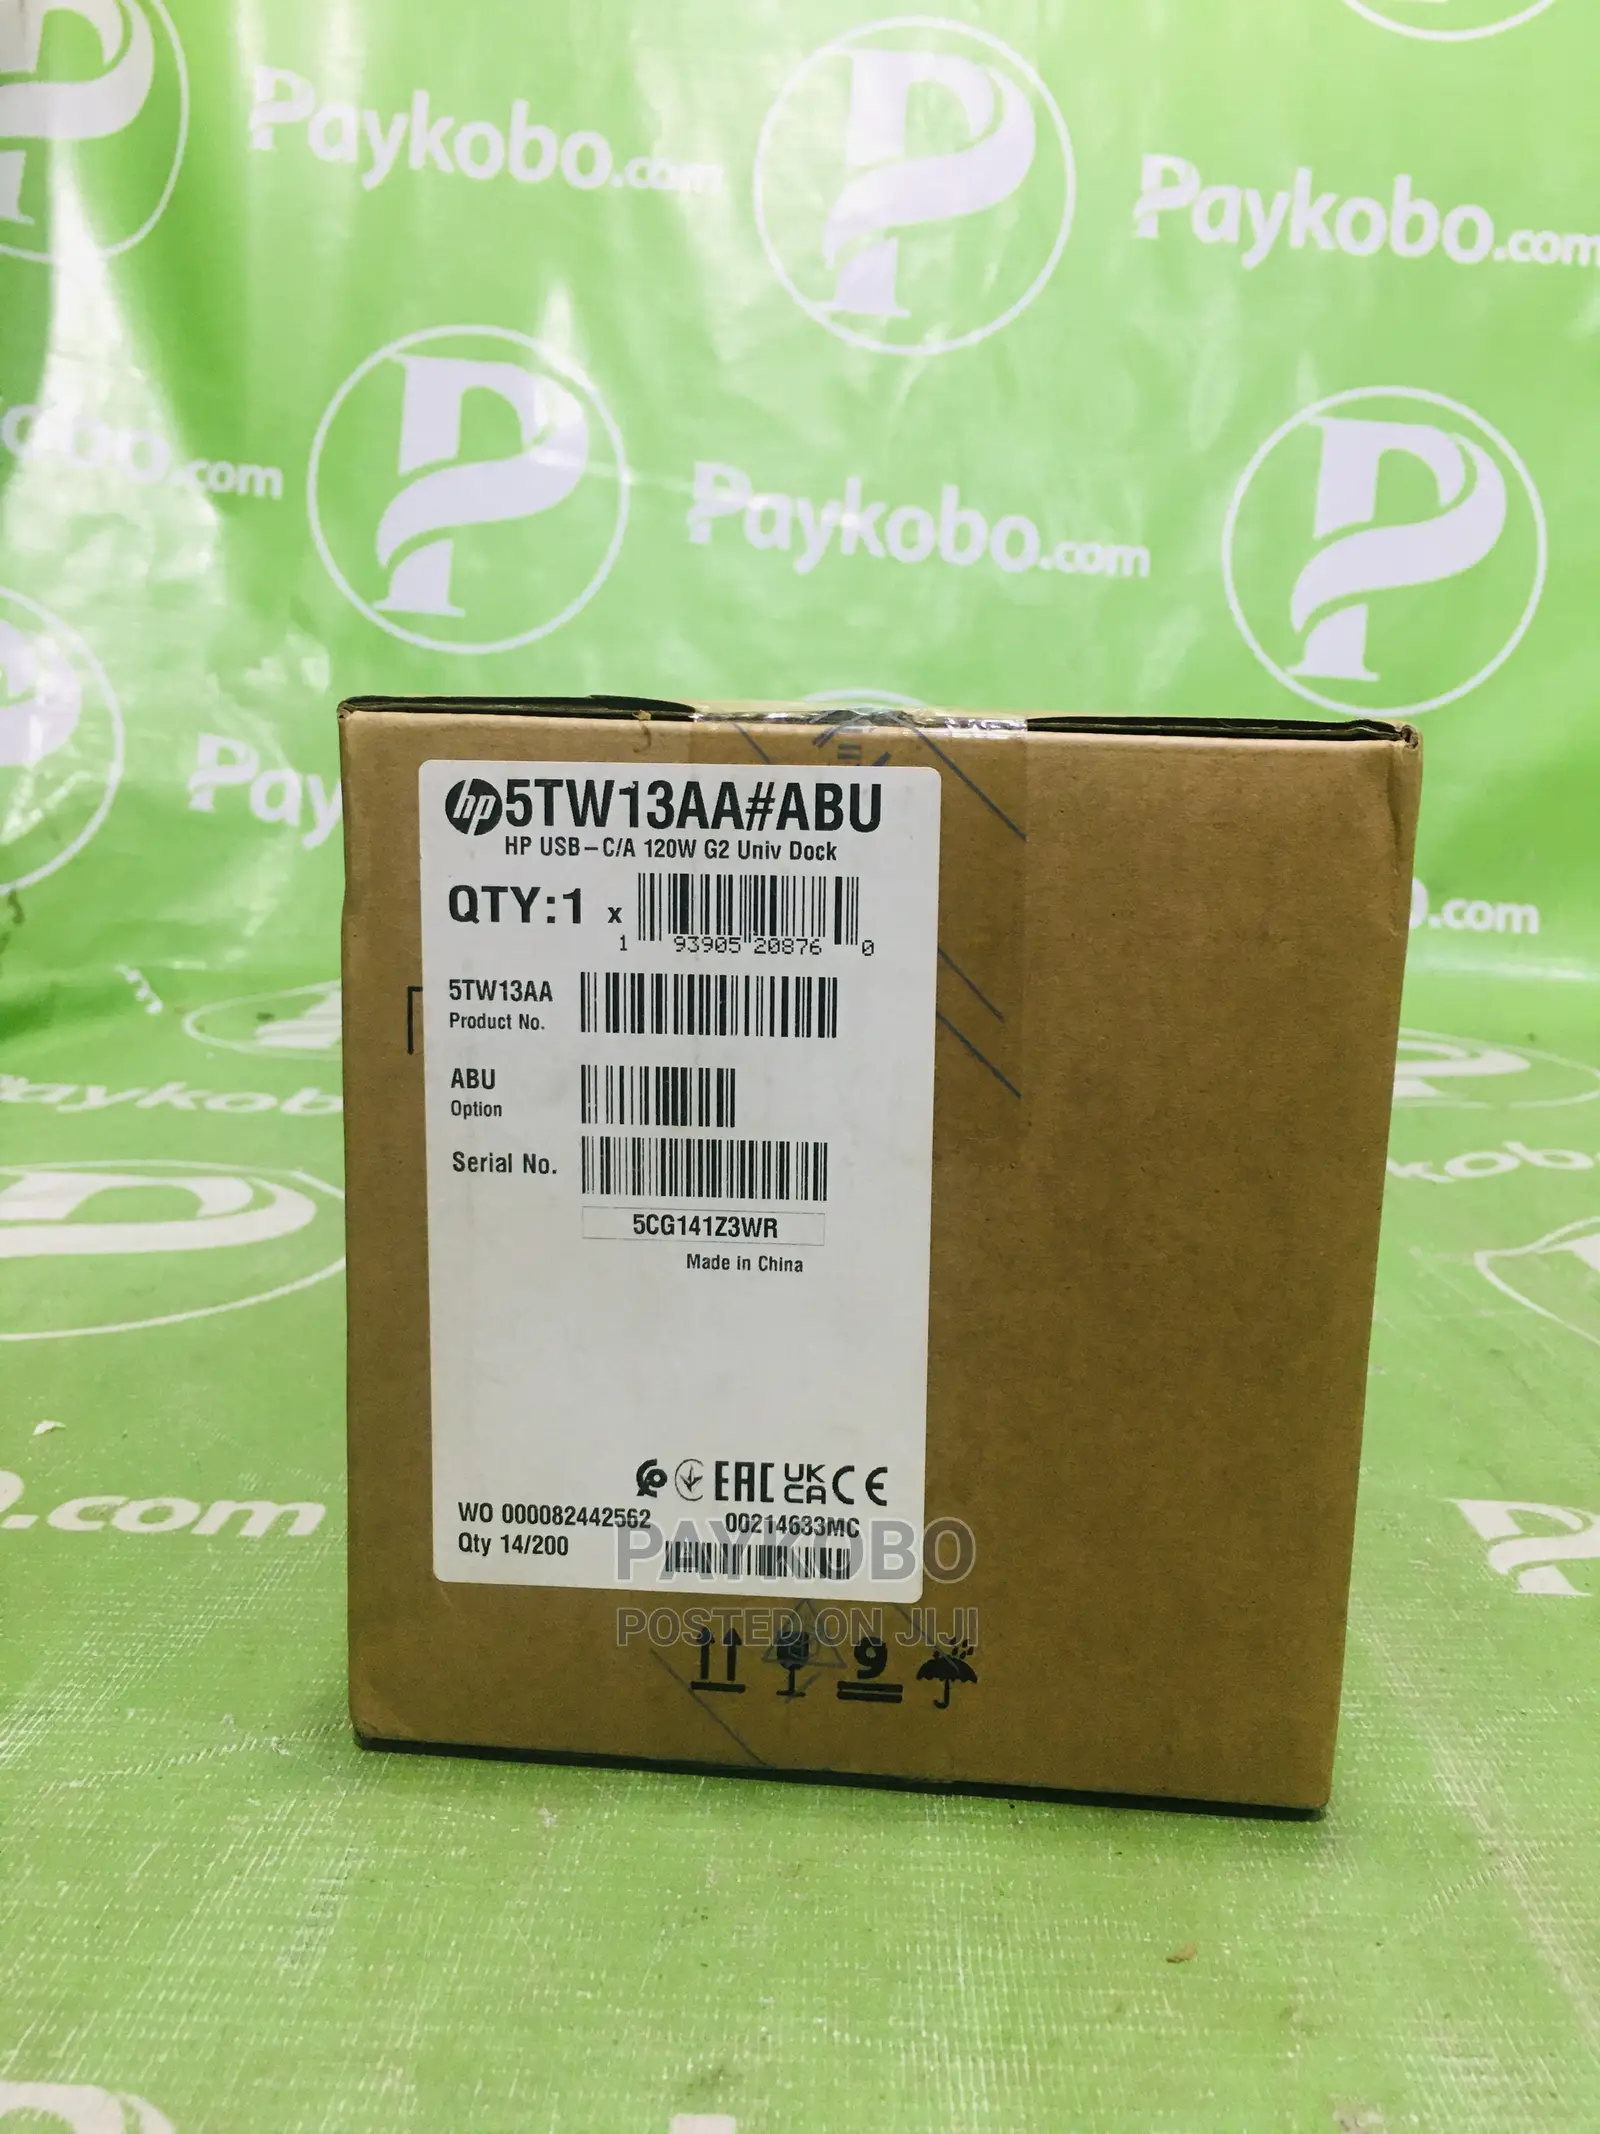 Paykobo.com
Paykobo.com
.com
Paykobo.com
Pay
.com
hp 5TW13AA#ABU
HP USB-C/A 120W G2 Univ Dock
QTY:1 x
1 93905 20876 0
5TW13AA
Product No.
ABU
Option
Serial No.
5CG141Z3WR
Made in China
EAC UK CA CE
WO 000082442562 00214633MC
Qty 14/200
PAYKOBO
POSTED ON JIJI
.com